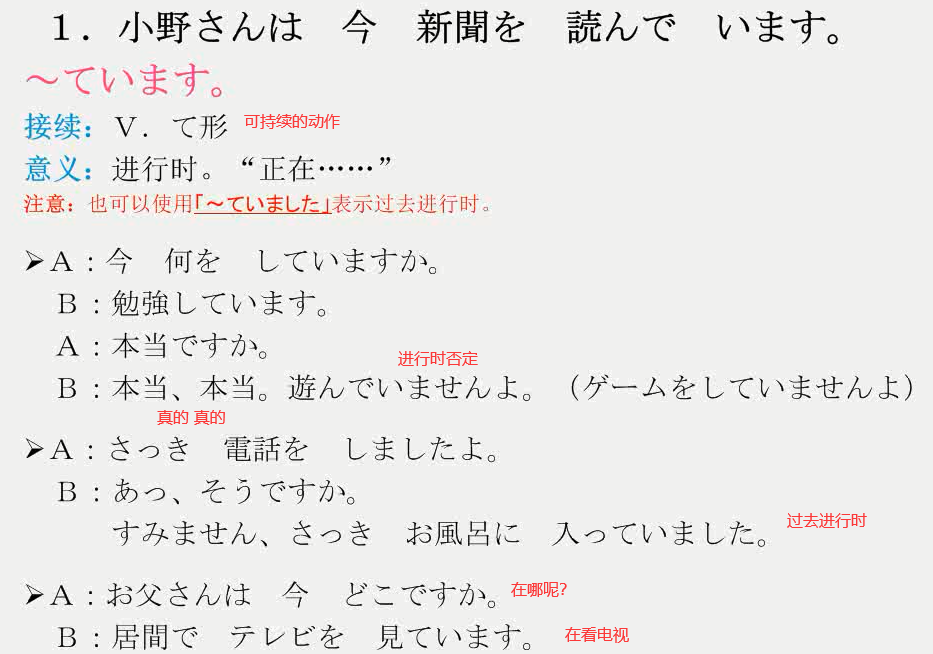 1．小野さんは　今　新聞を　読んで　います。
～ています。
接续：Ｖ．て形 可持续的动作
意义：进行时。“正在……”
注意：也可以使用「～ていました」表示过去进行时。
➢Ａ：今　何を　していますか。
Ｂ：勉強しています。
Ａ：本当ですか。
进行时否定
Ｂ：本当、本当。遊んでいませんよ。（ゲームをしていませんよ）
真的 真的
➢Ａ：さっき　電話を　しましたよ。
Ｂ：あっ、そうですか。
すみません、さっき　お風呂に　入っていました。 过去进行时
➢Ａ：お父さんは　今　どこですか。 在哪呢？
Ｂ：居間で　テレビを　見ています。 在看电视